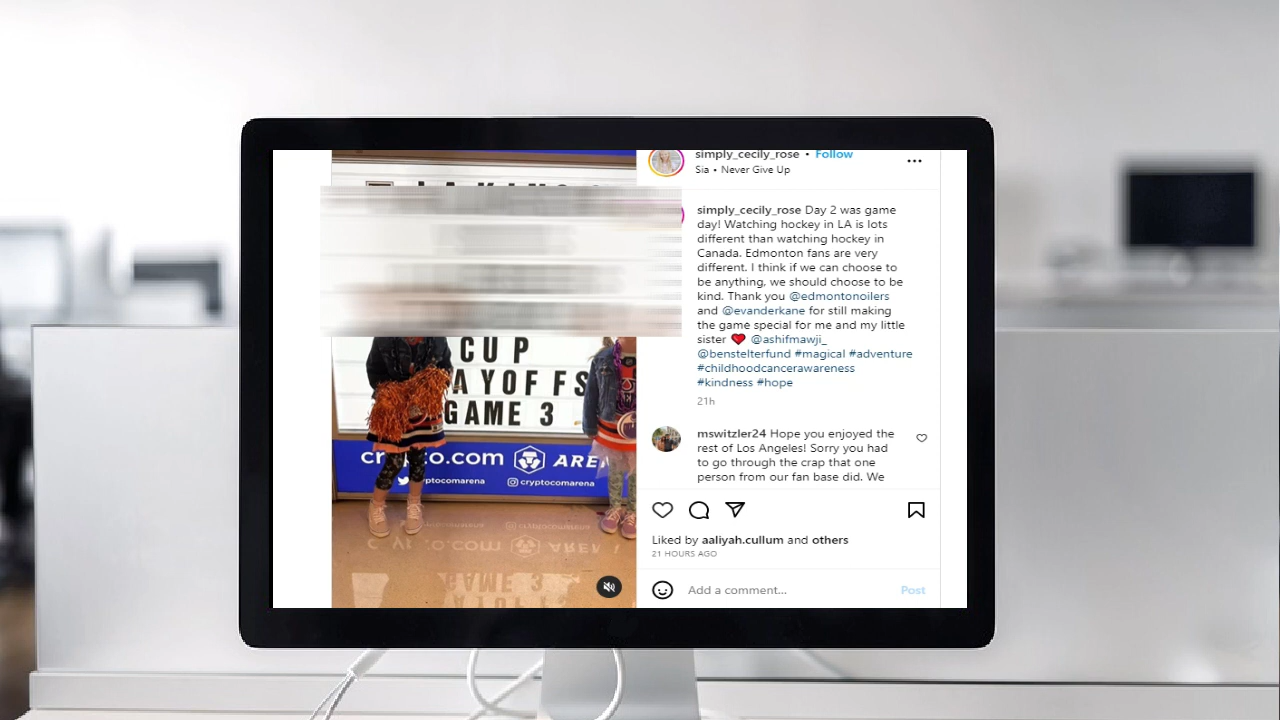 simply_cecily_rose • Follow
Sia • Never Give Up
simply_cecily_rose Day 2 was game
day! Watching hockey in LA is lots
different than watching hockey in
Canada. Edmonton fans are very
different. I think if we can choose to
be anything, we should choose to be
kind. Thank you @edmontonoilers
and @evanderkane for still making
the game special for me and my little
sister ❤️ @ashifmawji_
@benstelterfund #magical #adventure
#childhoodcancerawareness
#kindness #hope
21h
mswitzler24 Hope you enjoyed the
rest of Los Angeles! Sorry you had
to go through the crap that one
person from our fan base did. We
Liked by aaliyah.cullum and others
21 HOURS AGO
Add a comment... Post
CUP
AYOFFS
GAME 3
.com AREN
cryptocomarena